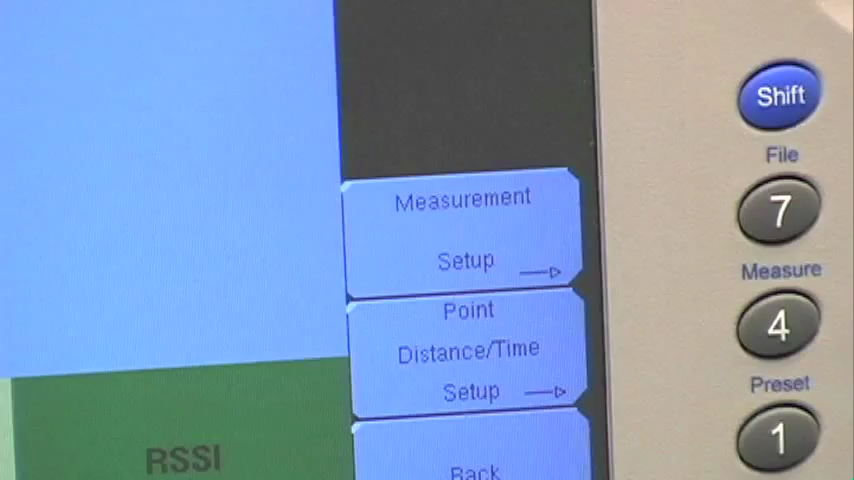 Measurement
Setup
Point
Distance/Time
Setup
Back
RSSI
Shift
File
7
Measure
4
Preset
1